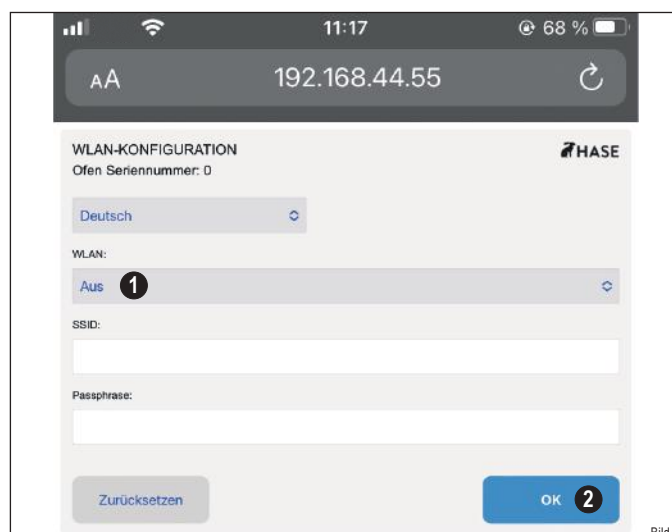 11:17
68 %
AA
192.168.44.55
WLAN-KONFIGURATION
HASE
Ofen Seriennummer: 0
Deutsch
WLAN:
Aus 1
SSID:
Passphrase:
Zurücksetzen
OK 2
Bild